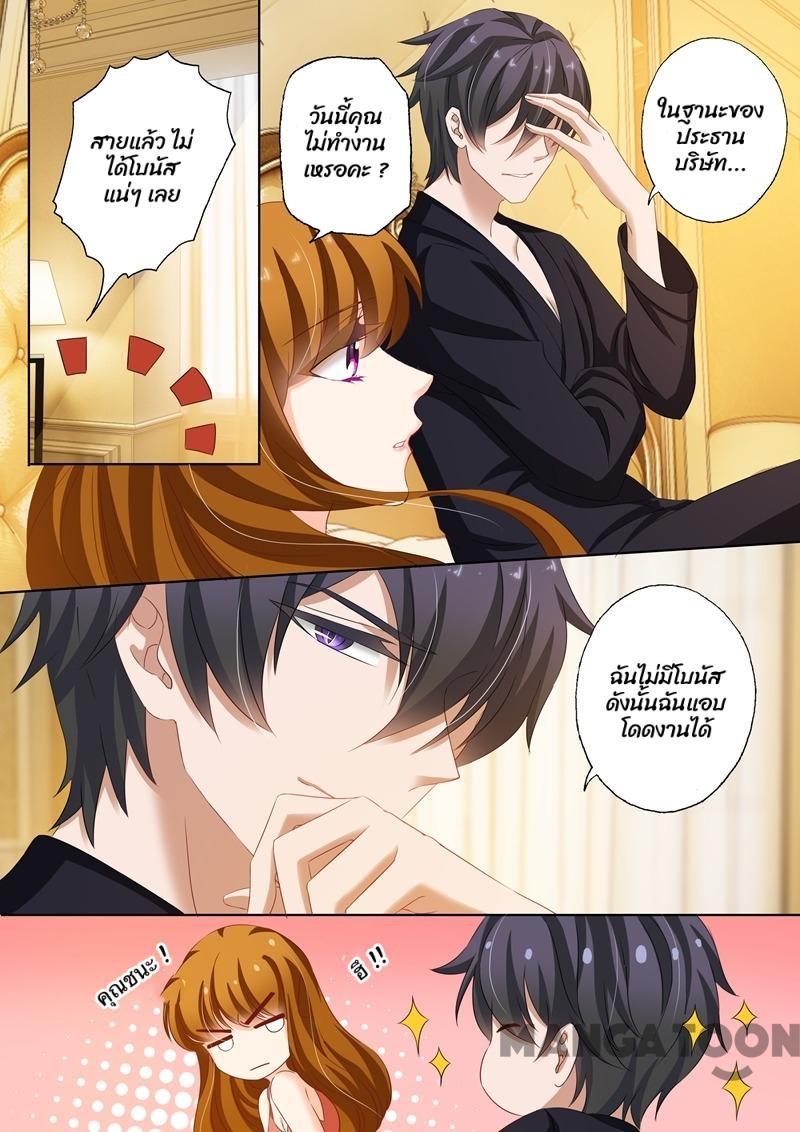 สายแล้ว ไม่
ได้โบนัส
แน่ๆ เลย
วันนี้คุณ
ไม่ทำงาน
เหรอคะ ?
ในฐานะของ
ประธาน
บริษัท...
ฉันไม่มีโบนัส
ดังนั้นฉันแอบ
โดดงานได้
คุณชนะ !
ฮึ !!
MANGATOON